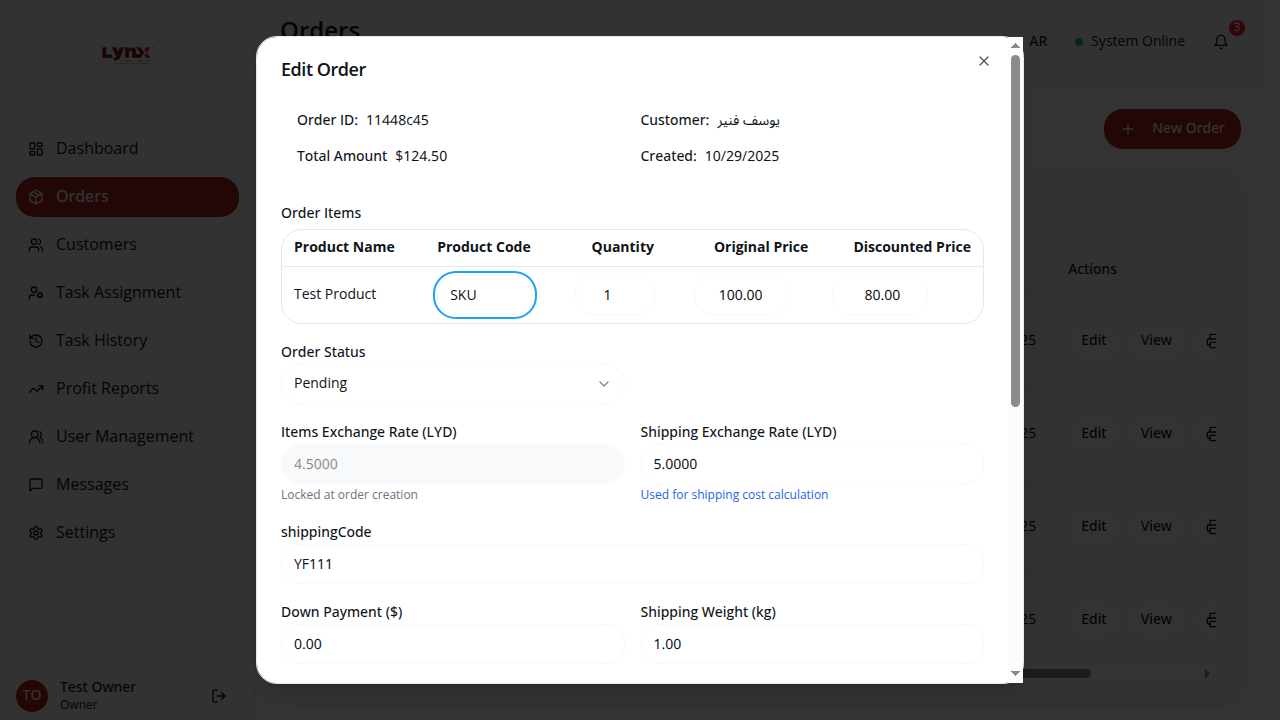 Lynx
Orders
AR
System Online
3
Dashboard
Orders
Customers
Task Assignment
Task History
Profit Reports
User Management
Messages
Settings
TO
Test Owner
Owner
New Order
Actions
25 Edit View
25 Edit View
25 Edit View
25 Edit View
Edit Order
Order ID: 11448c45
Customer: يوسف فنير
Total Amount $124.50
Created: 10/29/2025
Order Items
Product Name Product Code Quantity Original Price Discounted Price
Test Product SKU 1 100.00 80.00
Order Status
Pending
Items Exchange Rate (LYD)
4.5000
Locked at order creation
Shipping Exchange Rate (LYD)
5.0000
Used for shipping cost calculation
shippingCode
YF111
Down Payment ($)
0.00
Shipping Weight (kg)
1.00